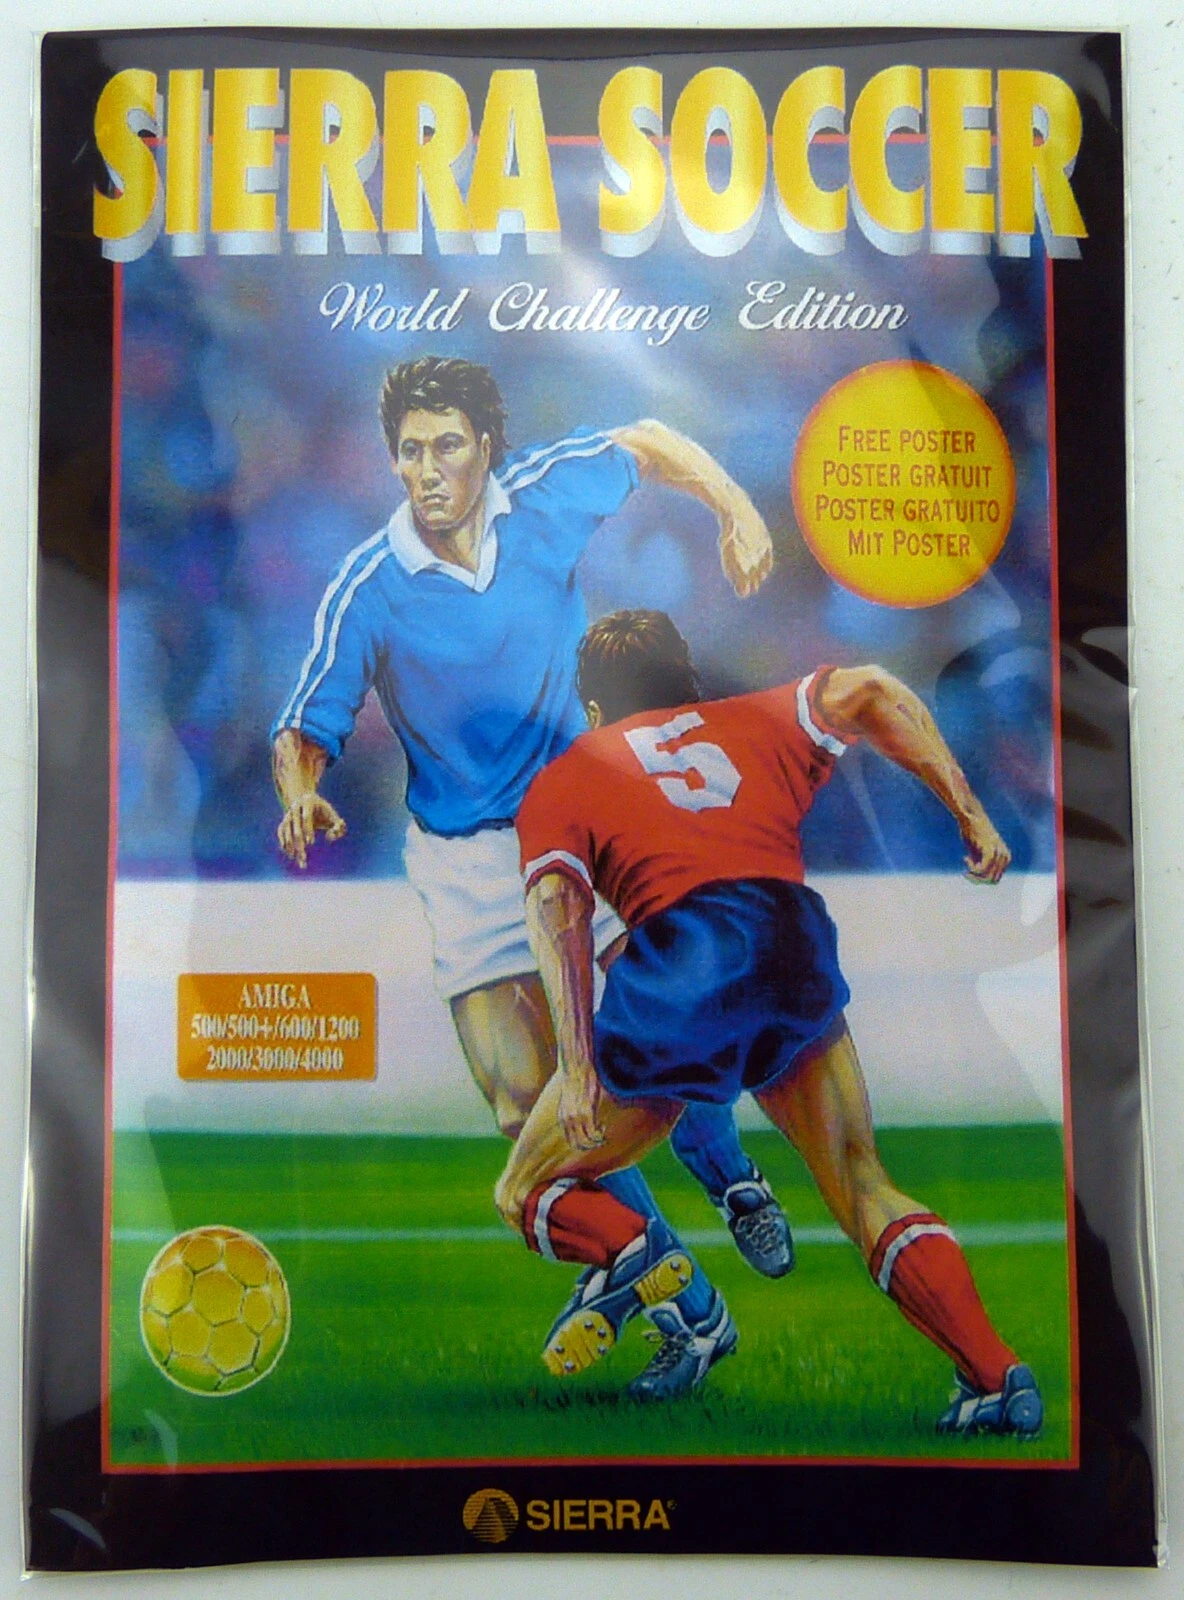 SIERRA SOCCER
World Challenge Edition
FREE POSTER
POSTER GRATUIT
POSTER GRATUITO
MIT POSTER
5
AMIGA
500/500+/600/1200
2000/3000/4000
SIERRA®